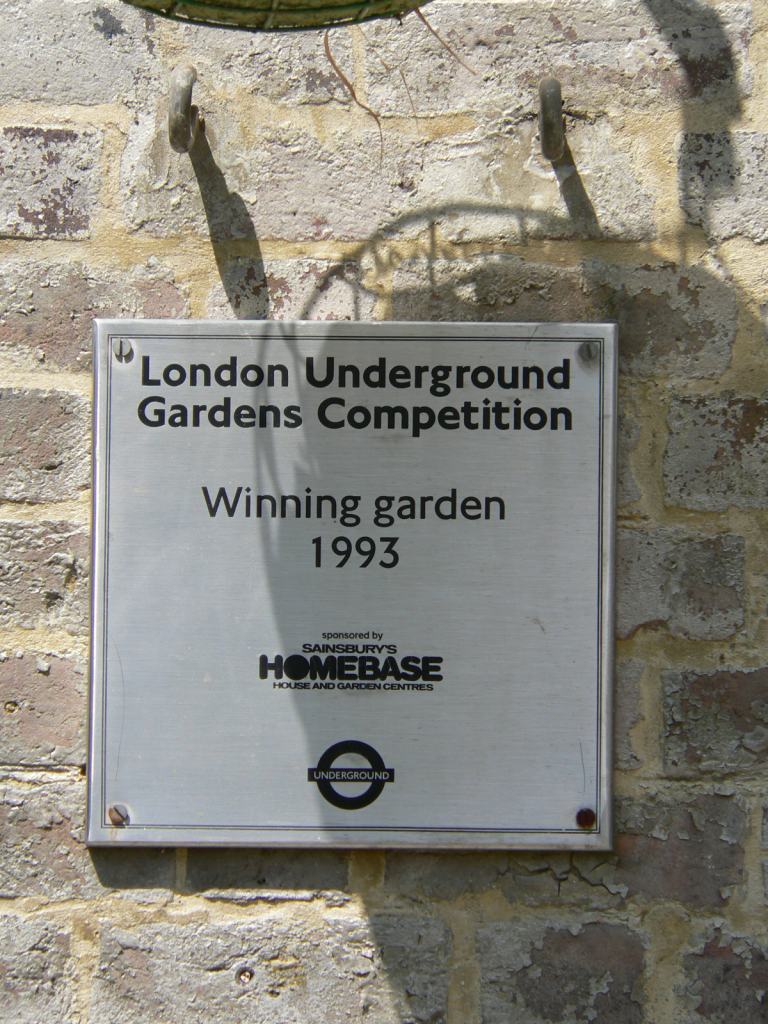 London Underground
Gardens Competition
Winning garden
1993
sponsored by
SAINSBURY'S
HOMEBASE
HOUSE AND GARDEN CENTRES
UNDERGROUND